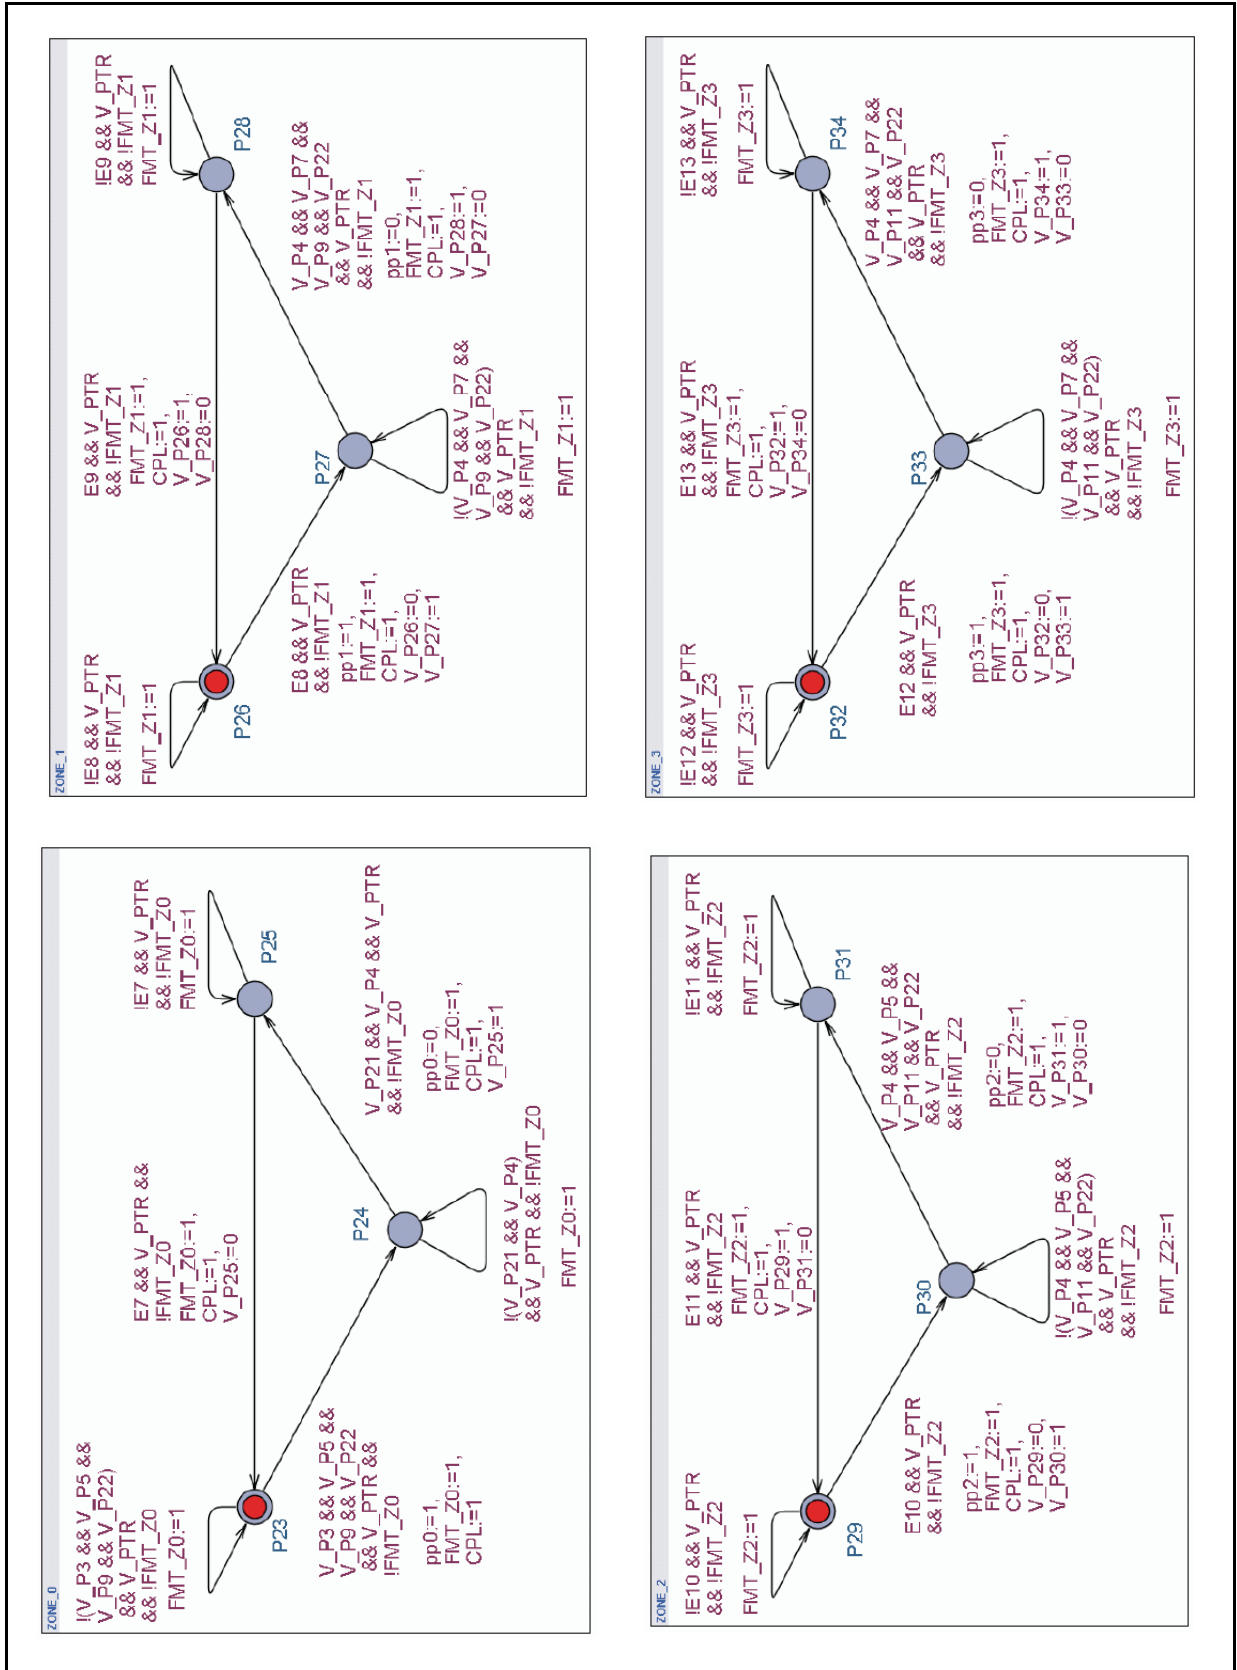 ZONE_0
!(V_P3 && V_P5 &&
V_P9 && V_P22)
&& V_PTR
&& !FMT_Z0
FMT_Z0:=1
P23
V_P3 && V_P5 &&
V_P9 && V_P22
&& V_PTR &&
!FMT_Z0
pp0:=1,
FMT_Z0:=1,
CPL:=1
E7 && V_PTR &&
!FMT_Z0
FMT_Z0:=1,
CPL:=1,
V_P25:=0
P24
!(V_P21 && V_P4)
&& V_PTR && !FMT_Z0
FMT_Z0:=1
!E7 && V_PTR
&& !FMT_Z0
FMT_Z0:=1
P25
V_P21 && V_P4 && V_PTR
&& !FMT_Z0
pp0:=0,
FMT_Z0:=1,
CPL:=1,
V_P25:=1
ZONE_1
!E8 && V_PTR
&& !FMT_Z1
FMT_Z1:=1
P26
E8 && V_PTR
&& !FMT_Z1
pp1:=1,
FMT_Z1:=1,
CPL:=1,
V_P26:=0,
V_P27:=1
E9 && V_PTR
&& !FMT_Z1
FMT_Z1:=1,
CPL:=1,
V_P26:=1,
V_P28:=0
P27
!(V_P4 && V_P7 &&
V_P9 && V_P22)
&& V_PTR
&& !FMT_Z1
FMT_Z1:=1
!E9 && V_PTR
&& !FMT_Z1
FMT_Z1:=1
P28
V_P4 && V_P7 &&
V_P9 && V_P22
&& V_PTR
&& !FMT_Z1
pp1:=0,
FMT_Z1:=1,
CPL:=1,
V_P28:=1,
V_P27:=0
ZONE_2
!E10 && V_PTR
&& !FMT_Z2
FMT_Z2:=1
P29
E10 && V_PTR
&& !FMT_Z2
pp2:=1,
FMT_Z2:=1,
CPL:=1,
V_P29:=0,
V_P30:=1
E11 && V_PTR
&& !FMT_Z2
FMT_Z2:=1,
CPL:=1,
V_P29:=1,
V_P31:=0
P30
!(V_P4 && V_P5 &&
V_P11 && V_P22)
&& V_PTR
&& !FMT_Z2
FMT_Z2:=1
!E11 && V_PTR
&& !FMT_Z2
FMT_Z2:=1
P31
V_P4 && V_P5 &&
V_P11 && V_P22
&& V_PTR
&& !FMT_Z2
pp2:=0,
FMT_Z2:=1,
CPL:=1,
V_P31:=1,
V_P30:=0
ZONE_3
!E12 && V_PTR
&& !FMT_Z3
FMT_Z3:=1
P32
E12 && V_PTR
&& !FMT_Z3
pp3:=1,
FMT_Z3:=1,
CPL:=1,
V_P32:=0,
V_P33:=1
E13 && V_PTR
&& !FMT_Z3
FMT_Z3:=1,
CPL:=1,
V_P32:=1,
V_P34:=0
P33
!(V_P4 && V_P7 &&
V_P11 && V_P22)
&& V_PTR
&& !FMT_Z3
FMT_Z3:=1
!E13 && V_PTR
&& !FMT_Z3
FMT_Z3:=1
P34
V_P4 && V_P7 &&
V_P11 && V_P22
&& V_PTR
&& !FMT_Z3
pp3:=0,
FMT_Z3:=1,
CPL:=1,
V_P34:=1,
V_P33:=0